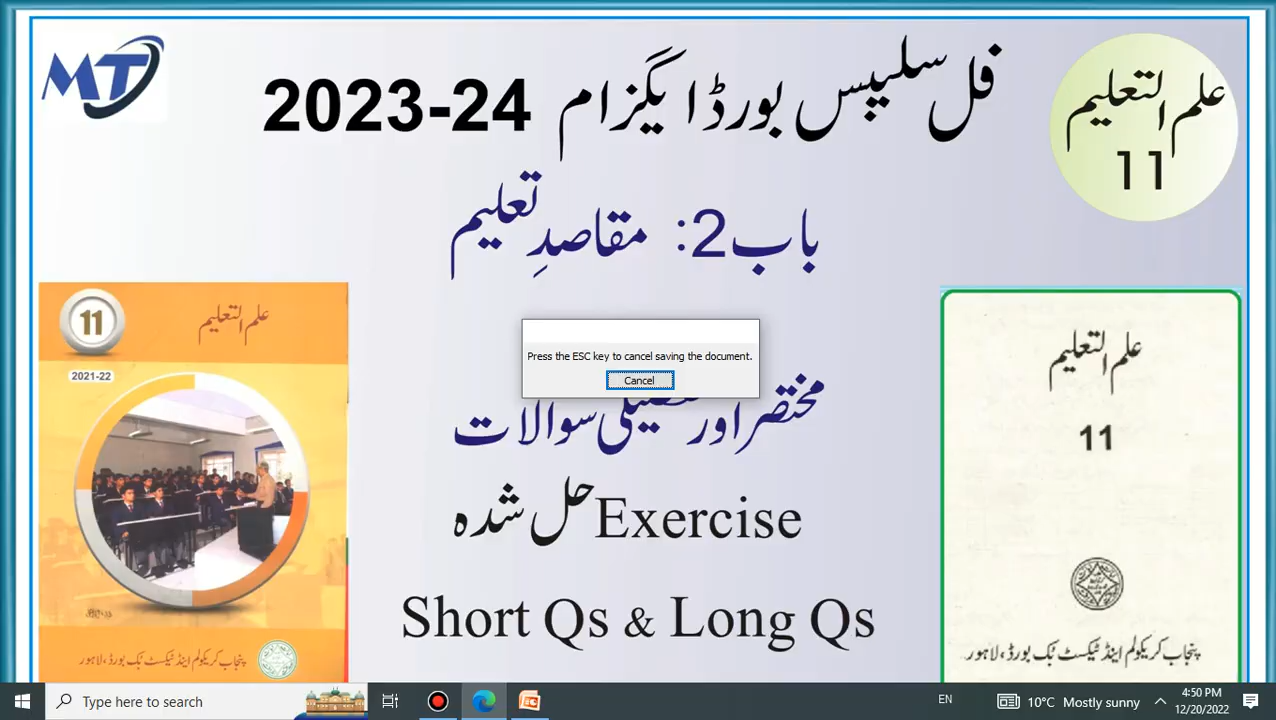 MT
فل سلیپس بورڈ ایگزام 2023-24
علم التعلیم
11
باب 2: مقاصدِ تعلیم
11
علم التعلیم
2021-22
پنجاب کریکولم اینڈ ٹیکسٹ بک بورڈ، لاہور
Press the ESC key to cancel saving the document.
Cancel
مختصر اور تفصیلی سوالات
حل شدہ Exercise
Short Qs & Long Qs
علم التعلیم
11
پنجاب کریکولم اینڈ ٹیکسٹ بک بورڈ، لاہور
Type here to search
EN
10°C Mostly sunny
4:50 PM
12/20/2022